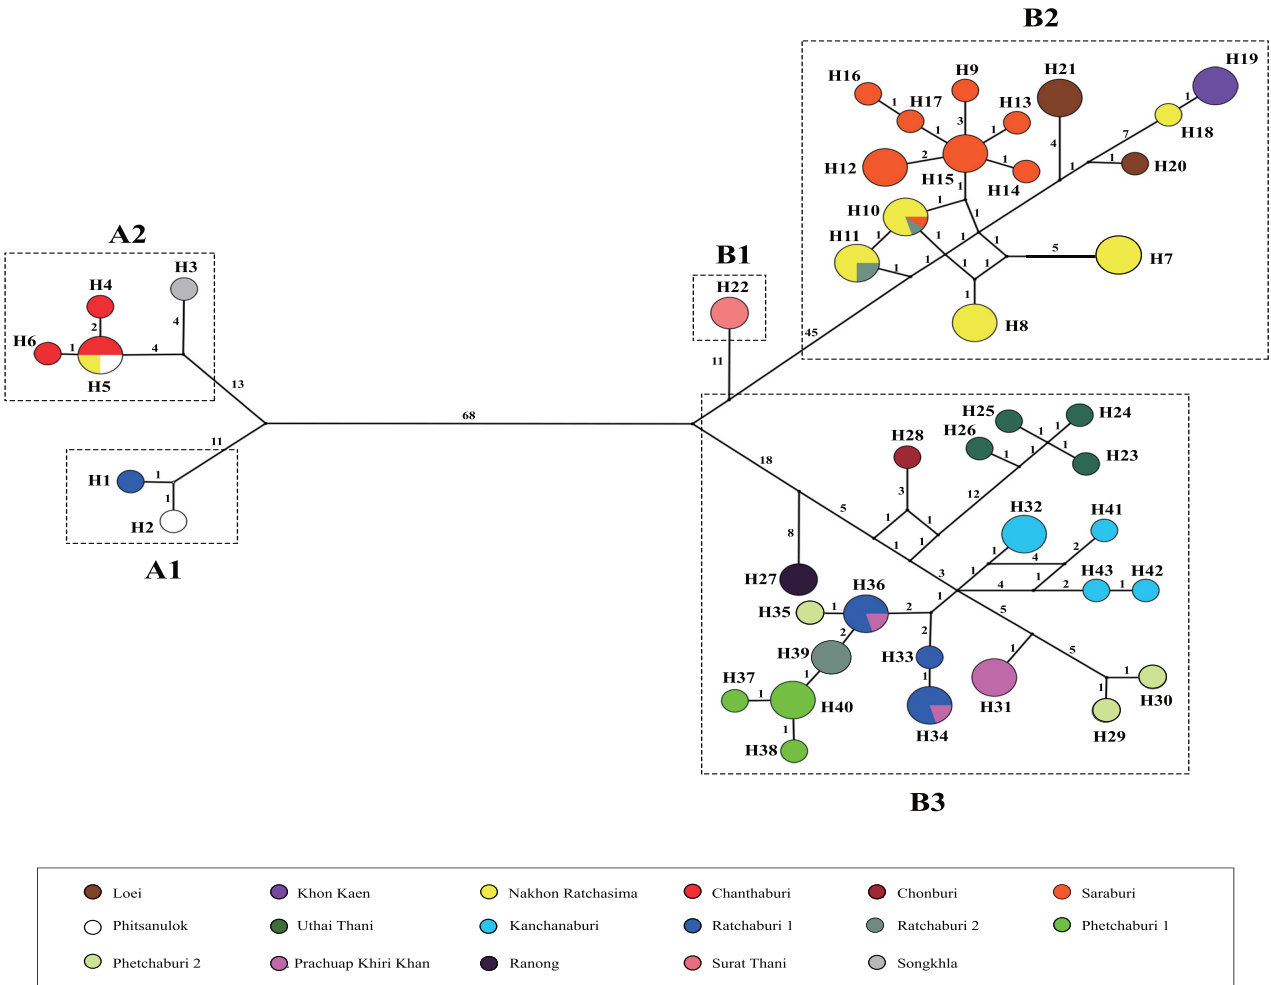 B2
H16
H9
H21
H19
H17
H13
1
3
1
1
1
H18
H12
2
1
4
7
1
H20
H15
H14
1
1
H10
1
1
H11
1
1
1
1
1
1
1
5
H7
1
H8
A2
H3
H4
2
4
H6
1
4
H5
13
B1
H22
11
45
68
11
H1
1
1
H2
A1
18
H28
H25
H24
H26
1
1
1
1
1
H23
3
12
5
1
1
1
1
8
H27
H32
H41
1
4
2
3
1
1
H43
H42
4
2
1
H36
1
H35
1
2
5
2
2
H39
H33
1
5
1
1
H37
1
1
H30
1
H40
H34
H31
H29
1
H38
B3
Loei
Khon Kaen
Nakhon Ratchasima
Chanthaburi
Chonburi
Saraburi
Phitsanulok
Uthai Thani
Kanchanaburi
Ratchaburi 1
Ratchaburi 2
Phetchaburi 1
Phetchaburi 2
Prachuap Khiri Khan
Ranong
Surat Thani
Songkhla